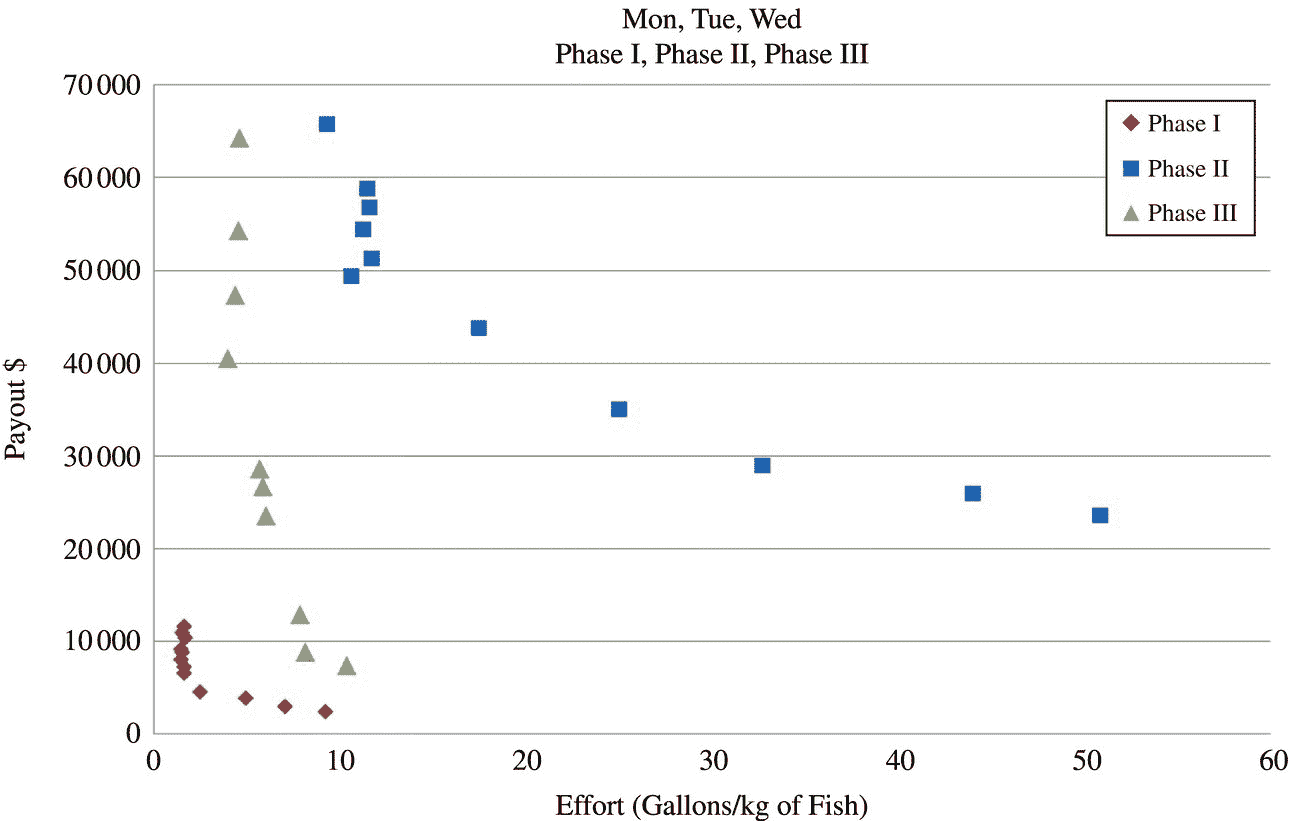 Mon, Tue, Wed
Phase I, Phase II, Phase III
70 000
60 000
50 000
40 000
30 000
20 000
10 000
0
Payout $
Phase I
Phase II
Phase III
0 10 20 30 40 50 60
Effort (Gallons/kg of Fish)